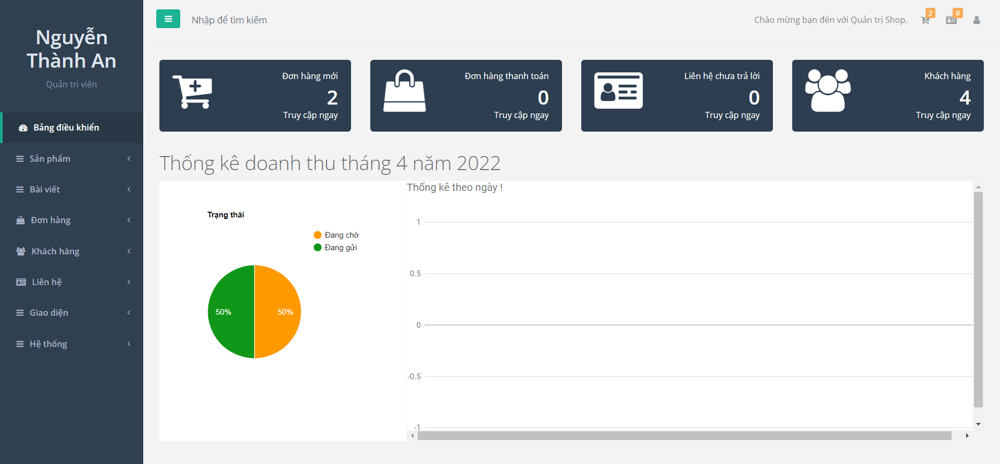 Nguyễn
Thành An
Quản trị viên
Bảng điều khiển
Sản phẩm
Bài viết
Đơn hàng
Khách hàng
Liên hệ
Giao diện
Hệ thống
Nhập để tìm kiếm
Chào mừng bạn đến với Quản trị Shop.
2
0
Đơn hàng mới
2
Truy cập ngay
Đơn hàng thanh toán
0
Truy cập ngay
Liên hệ chưa trả lời
0
Truy cập ngay
Khách hàng
4
Truy cập ngay
Thống kê doanh thu tháng 4 năm 2022
Trạng thái
Đang chờ
Đang gửi
50%
50%
Thống kê theo ngày !
1
0.5
0
-0.5
-1